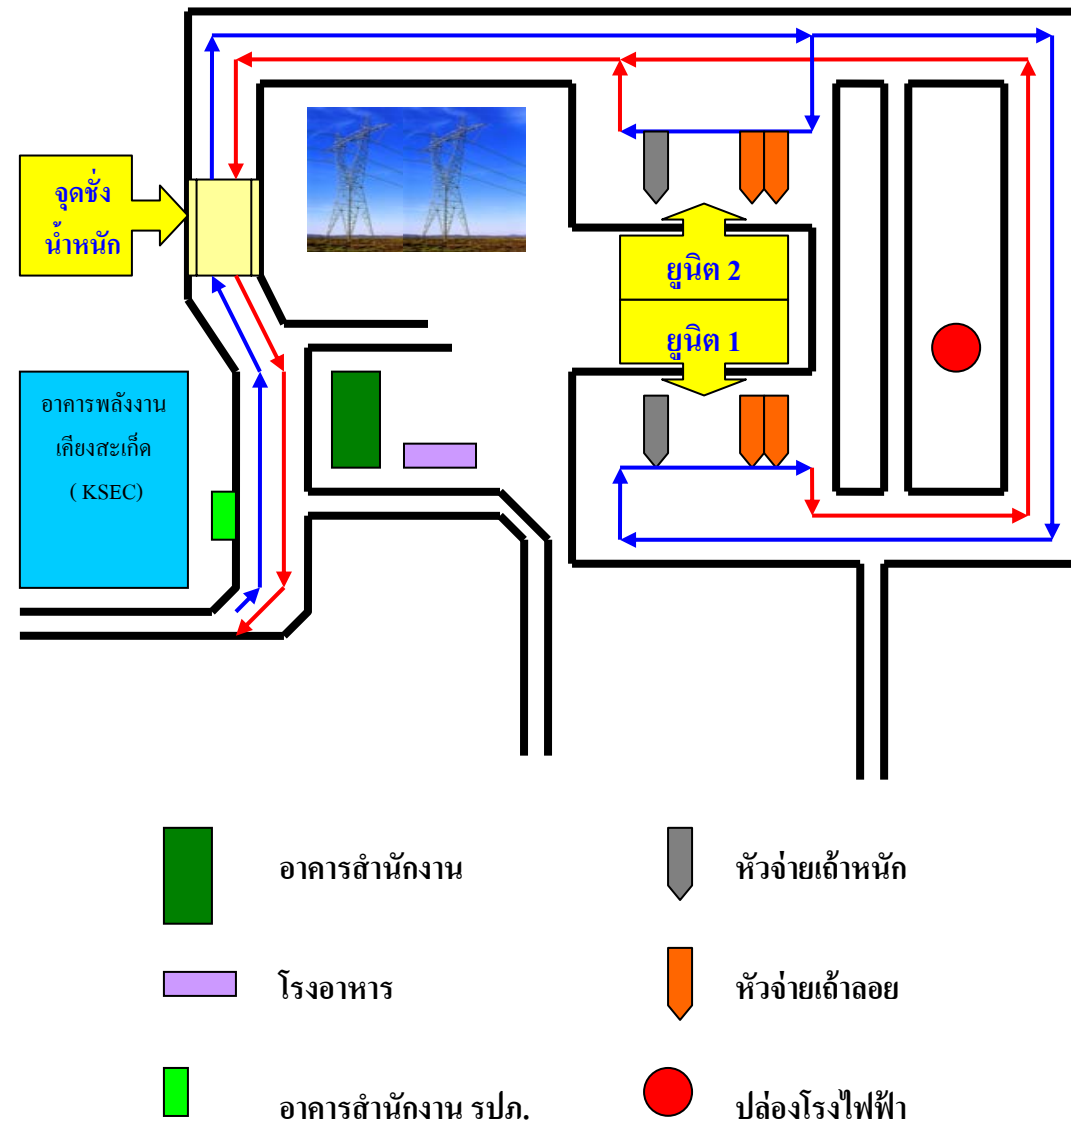 จุดชั่ง
น้ำหนัก
ยูนิต 2
ยูนิต 1
อาคารพลังงาน
เคียงสะเก็ด
( KSEC)
อาคารสำนักงาน
หัวจ่ายเถ้าหนัก
โรงอาหาร
หัวจ่ายเถ้าลอย
อาคารสำนักงาน รปภ.
ปล่องโรงไฟฟ้า